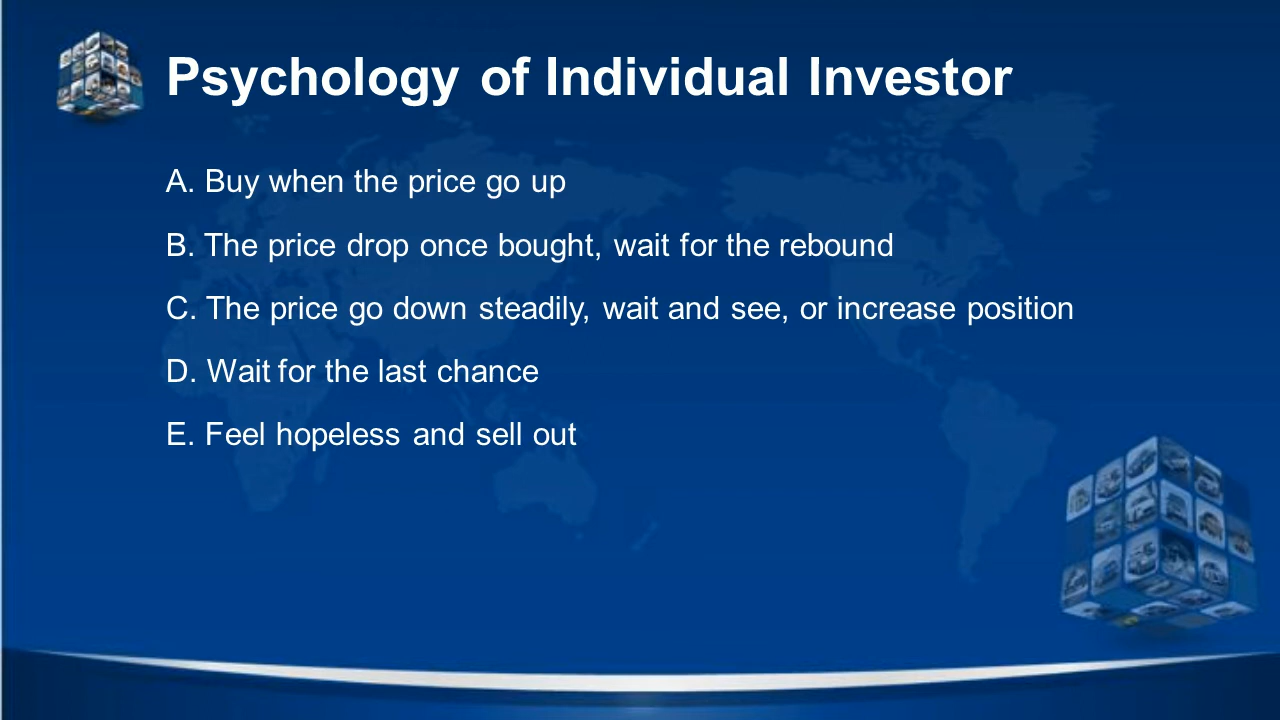 Psychology of Individual Investor
A. Buy when the price go up
B. The price drop once bought, wait for the rebound
C. The price go down steadily, wait and see, or increase position
D. Wait for the last chance
E. Feel hopeless and sell out